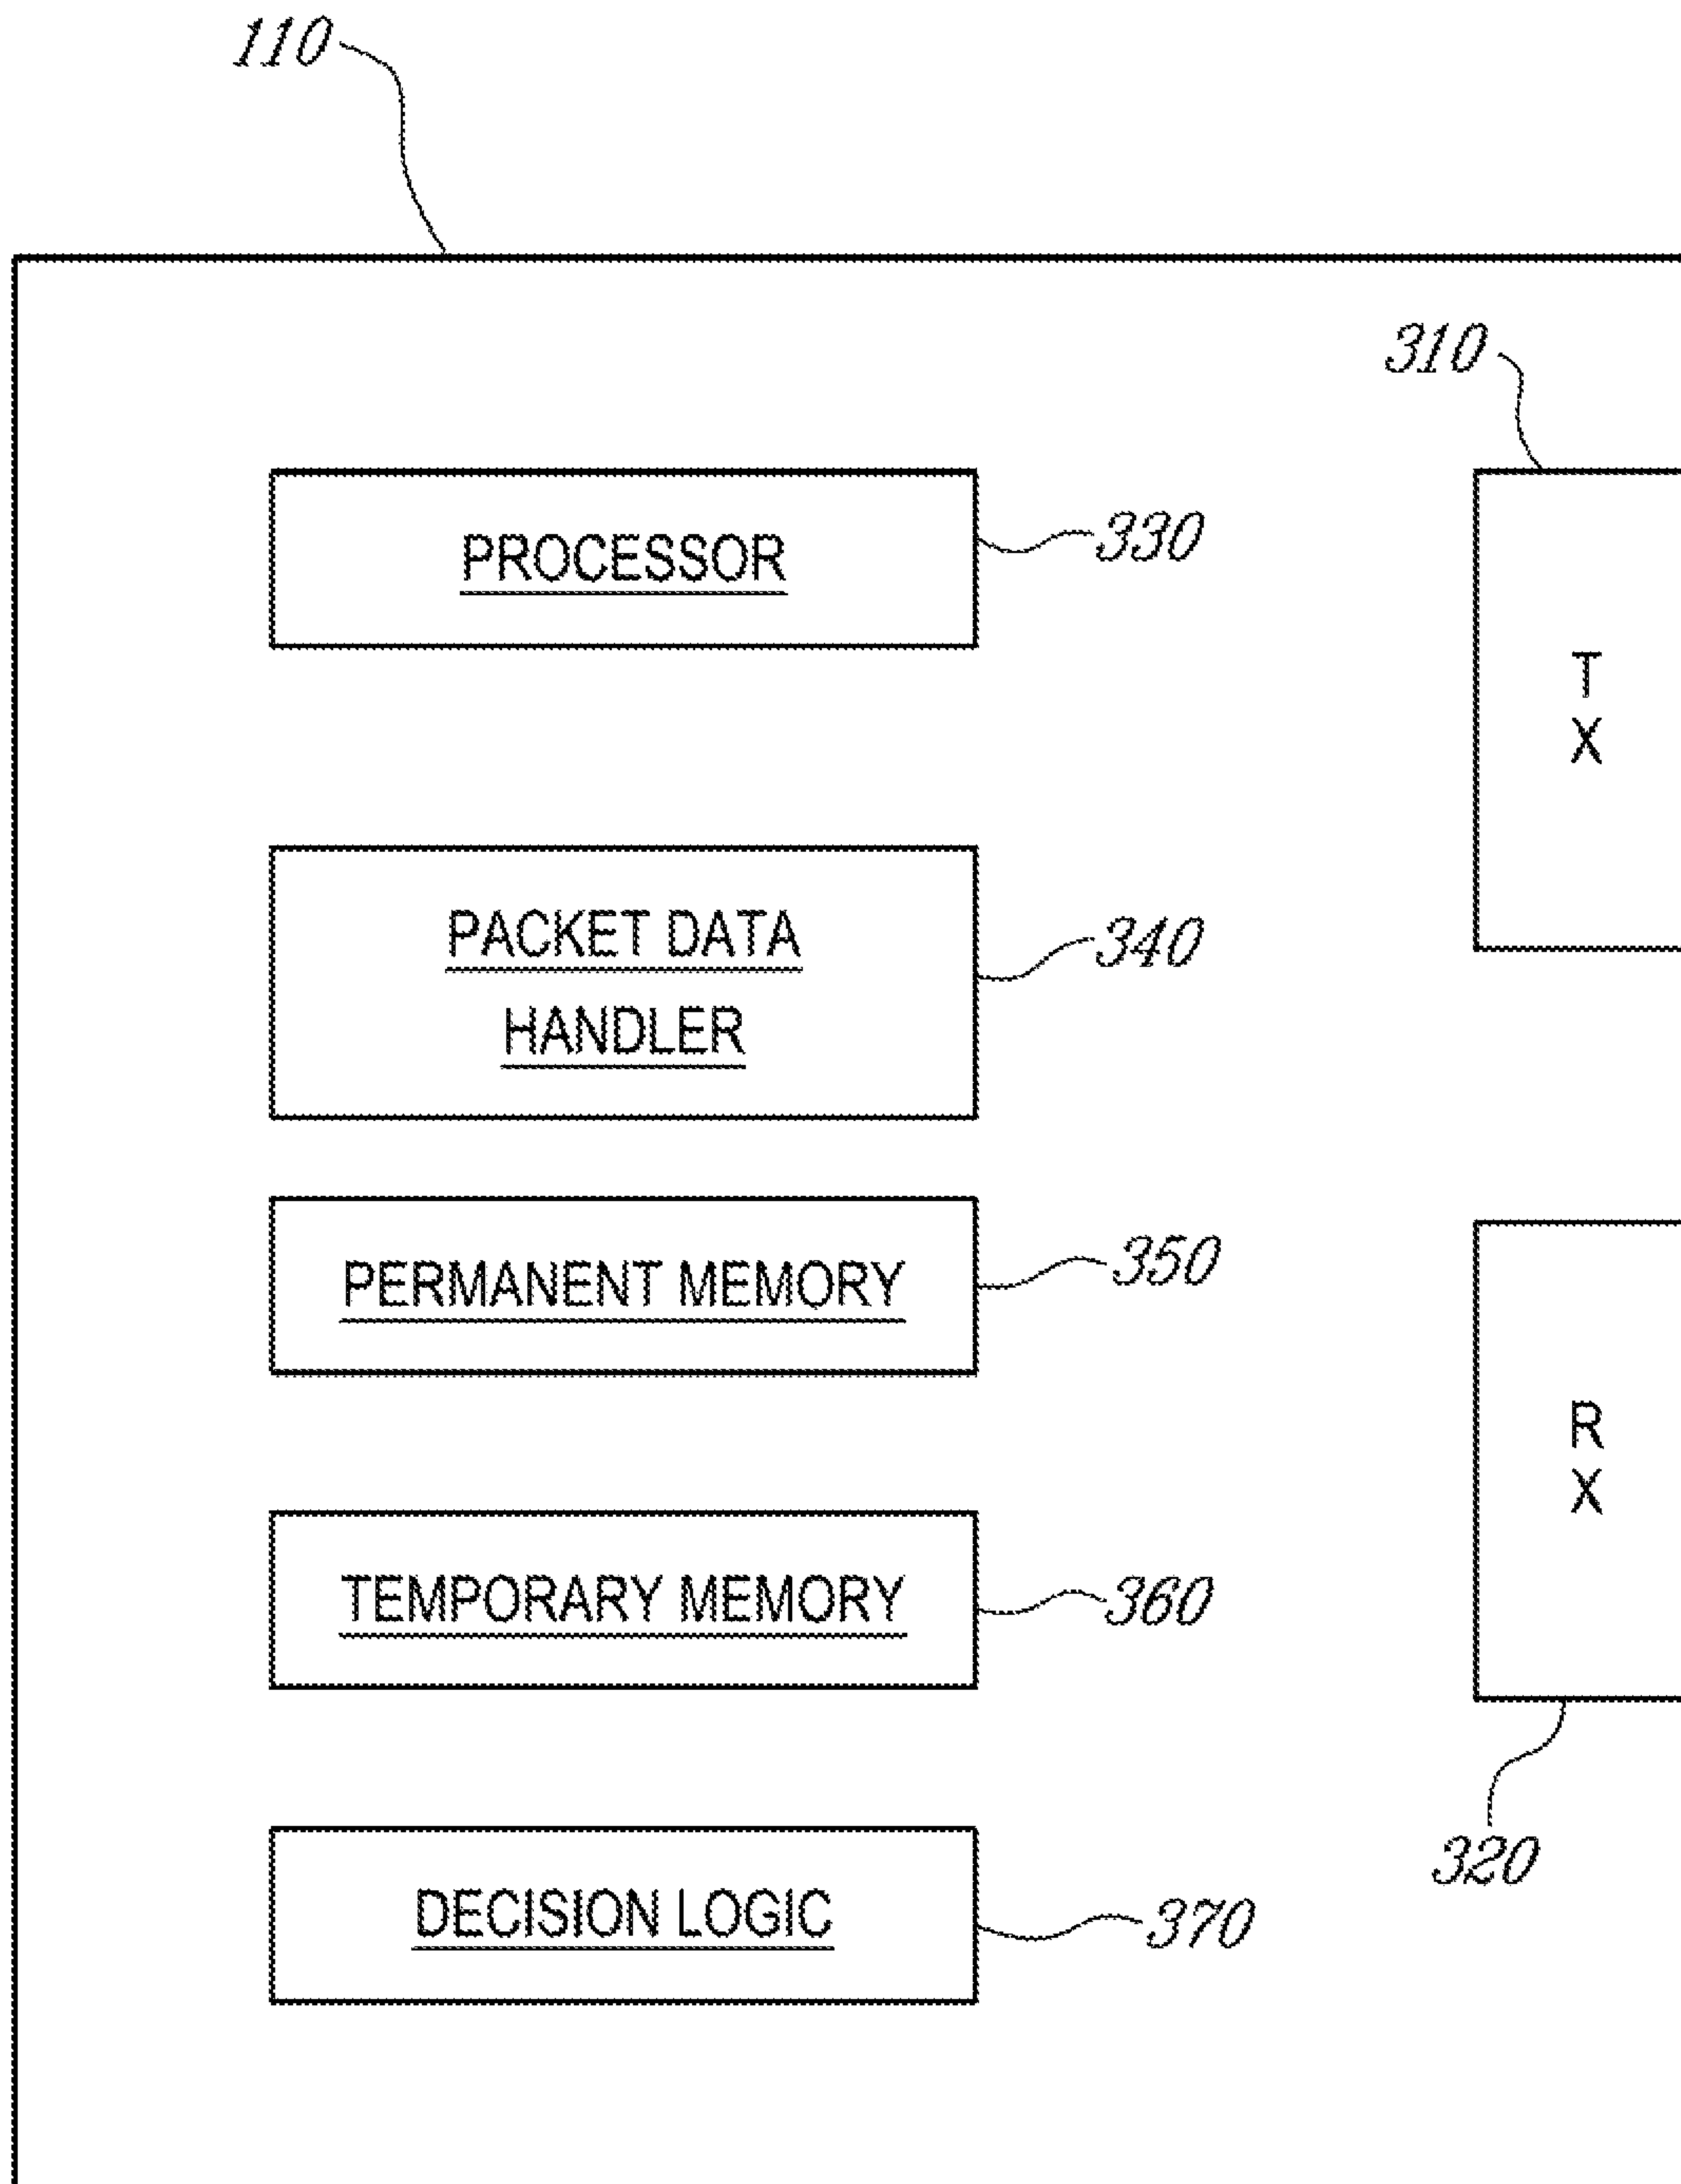 110
310
PROCESSOR
330
T
X
PACKET DATA
HANDLER
340
PERMANENT MEMORY
350
R
X
TEMPORARY MEMORY
360
320
DECISION LOGIC
370